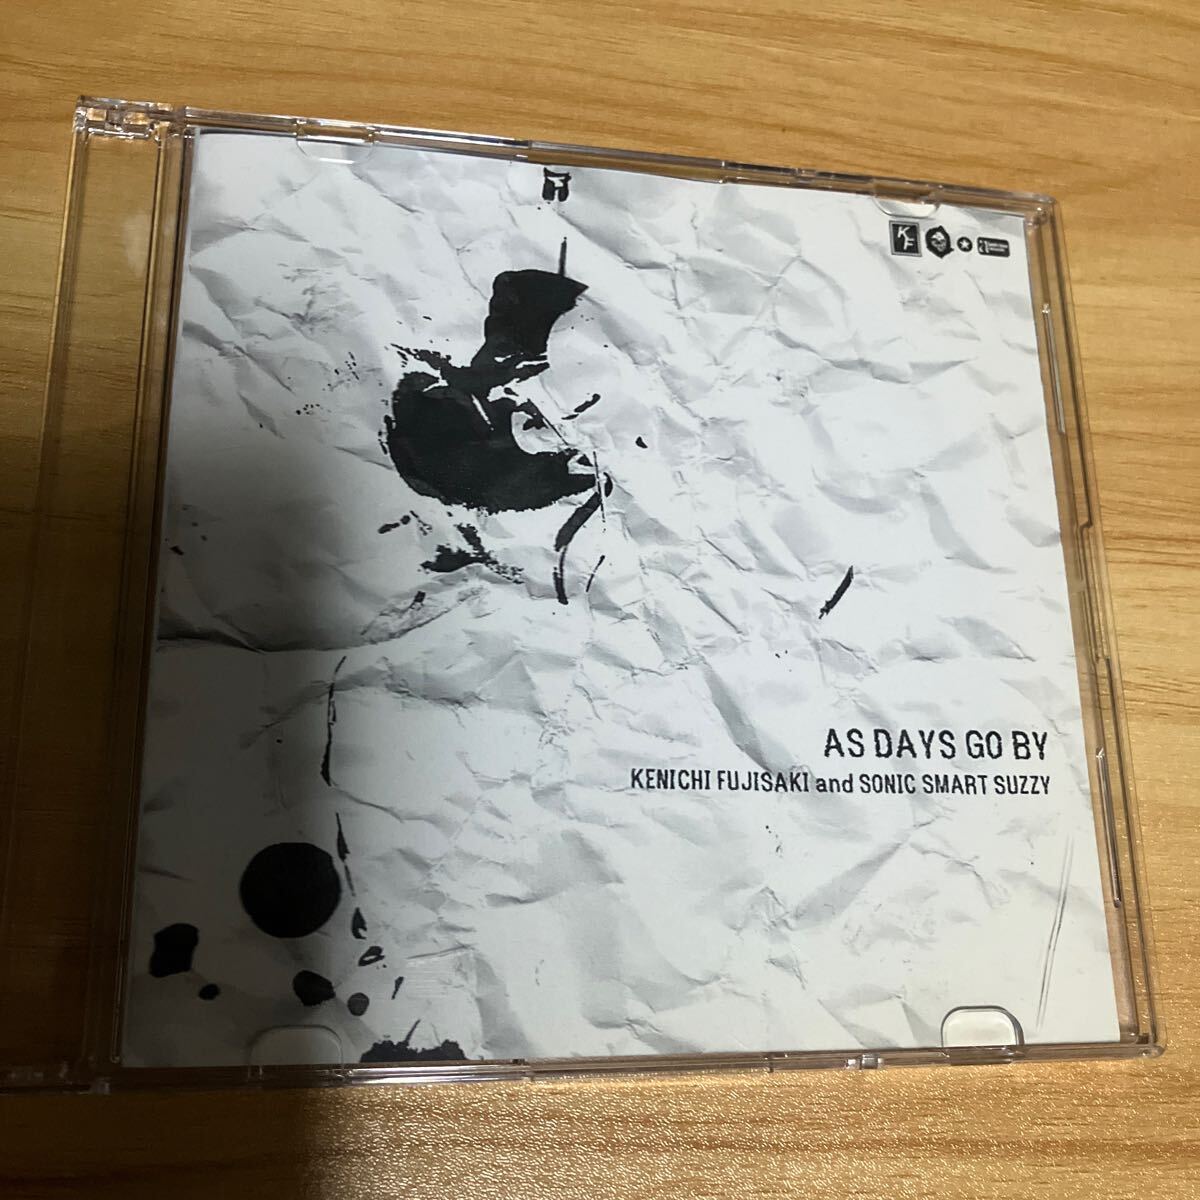 K
F
AS DAYS GO BY
KENICHI FUJISAKI and SONIC SMART SUZZY